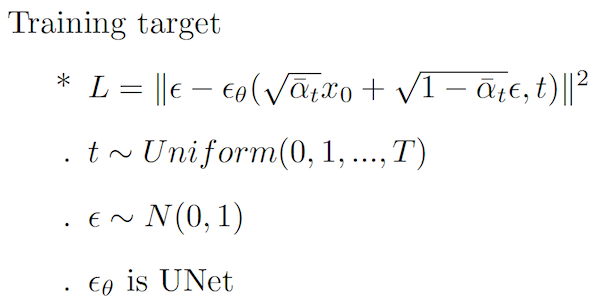 Training target
* L = ‖ϵ − ϵ_θ(√ᾱ_t x_0 + √1 − ᾱ_t ϵ, t)‖²
. t ∼ Uniform(0, 1, ..., T)
. ϵ ∼ N(0, 1)
. ϵ_θ is UNet